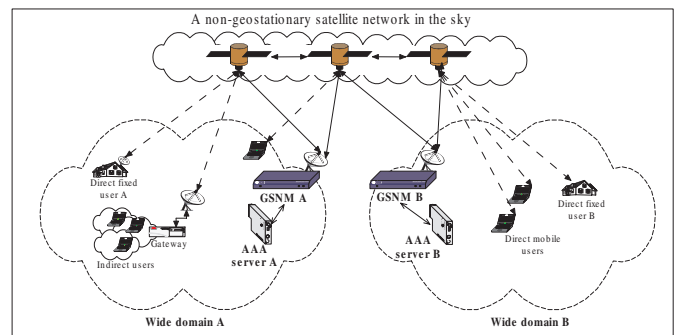 A non-geostationary satellite network in the sky
Direct fixed
user A
GSNM A
GSNM B
Direct fixed
user B
Gateway
Indirect users
AAA
server A
AAA
server B
Direct mobile
users
Wide domain A
Wide domain B